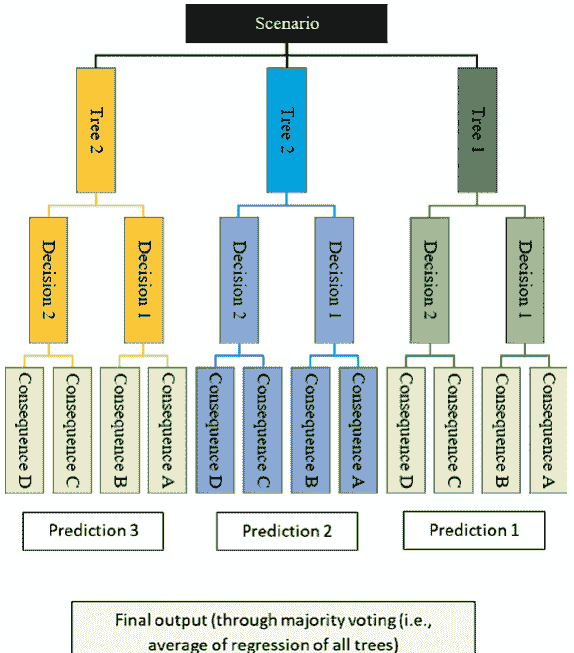 Scenario
Tree 2
Tree 2
Tree 1
Decision 2
Decision 1
Decision 2
Decision 1
Decision 2
Decision 1
Consequence D
Consequence C
Consequence B
Consequence A
Consequence D
Consequence C
Consequence B
Consequence A
Consequence D
Consequence C
Consequence B
Consequence A
Prediction 3
Prediction 2
Prediction 1
Final output (through majority voting (i.e.,
average of regression of all trees)